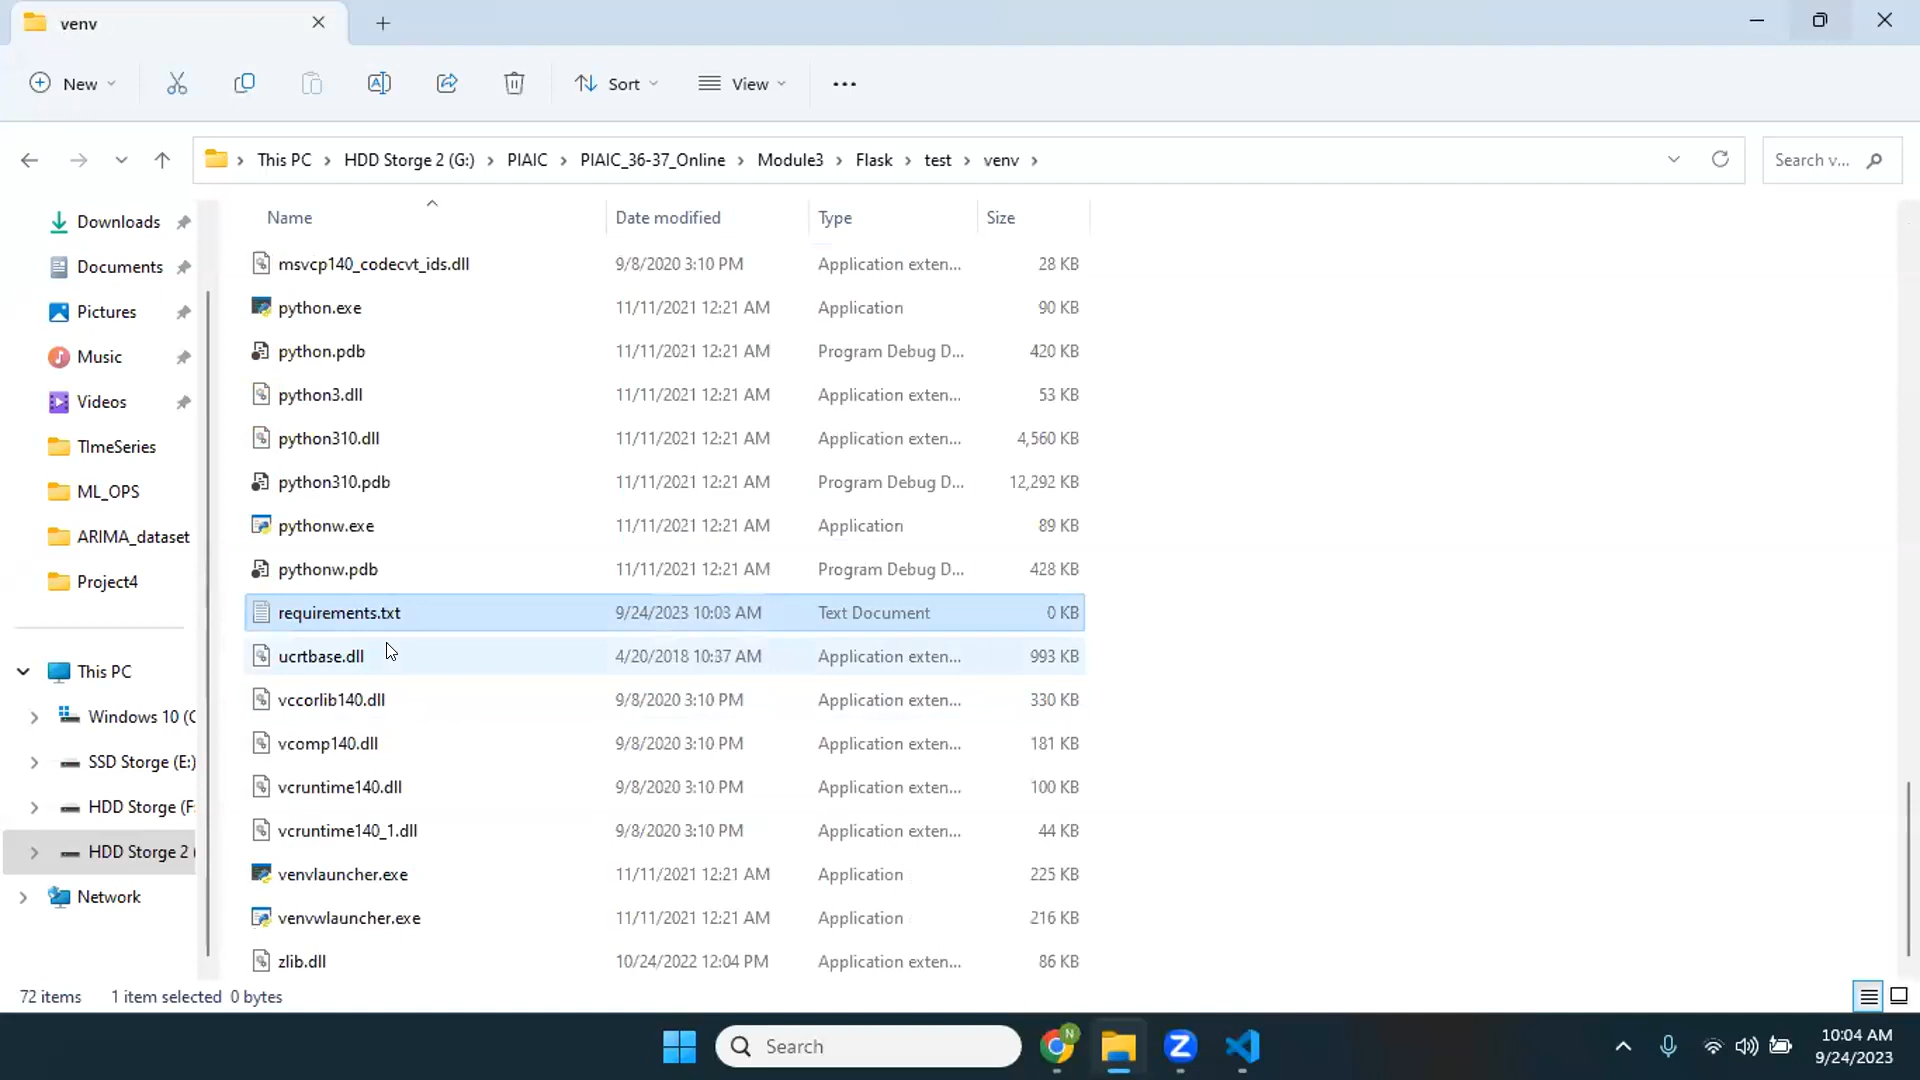 venv
New
Sort
View
This PC > HDD Storge 2 (G:) > PIAIC > PIAIC_36-37_Online > Module3 > Flask > test > venv >
Search v...
Downloads
Documents
Pictures
Music
Videos
TImeSeries
ML_OPS
ARIMA_dataset
Project4
This PC
Windows 10 (C
SSD Storge (E:)
HDD Storge (F
HDD Storge 2 (
Network
Name Date modified Type Size
msvcp140_codecvt_ids.dll 9/8/2020 3:10 PM Application exten... 28 KB
python.exe 11/11/2021 12:21 AM Application 90 KB
python.pdb 11/11/2021 12:21 AM Program Debug D... 420 KB
python3.dll 11/11/2021 12:21 AM Application exten... 53 KB
python310.dll 11/11/2021 12:21 AM Application exten... 4,560 KB
python310.pdb 11/11/2021 12:21 AM Program Debug D... 12,292 KB
pythonw.exe 11/11/2021 12:21 AM Application 89 KB
pythonw.pdb 11/11/2021 12:21 AM Program Debug D... 428 KB
requirements.txt 9/24/2023 10:03 AM Text Document 0 KB
ucrtbase.dll 4/20/2018 10:37 AM Application exten... 993 KB
vccorlib140.dll 9/8/2020 3:10 PM Application exten... 330 KB
vcomp140.dll 9/8/2020 3:10 PM Application exten... 181 KB
vcruntime140.dll 9/8/2020 3:10 PM Application exten... 100 KB
vcruntime140_1.dll 9/8/2020 3:10 PM Application exten... 44 KB
venvlauncher.exe 11/11/2021 12:21 AM Application 225 KB
venvwlauncher.exe 11/11/2021 12:21 AM Application 216 KB
zlib.dll 10/24/2022 12:04 PM Application exten... 86 KB
72 items 1 item selected 0 bytes
Search
N
10:04 AM
9/24/2023